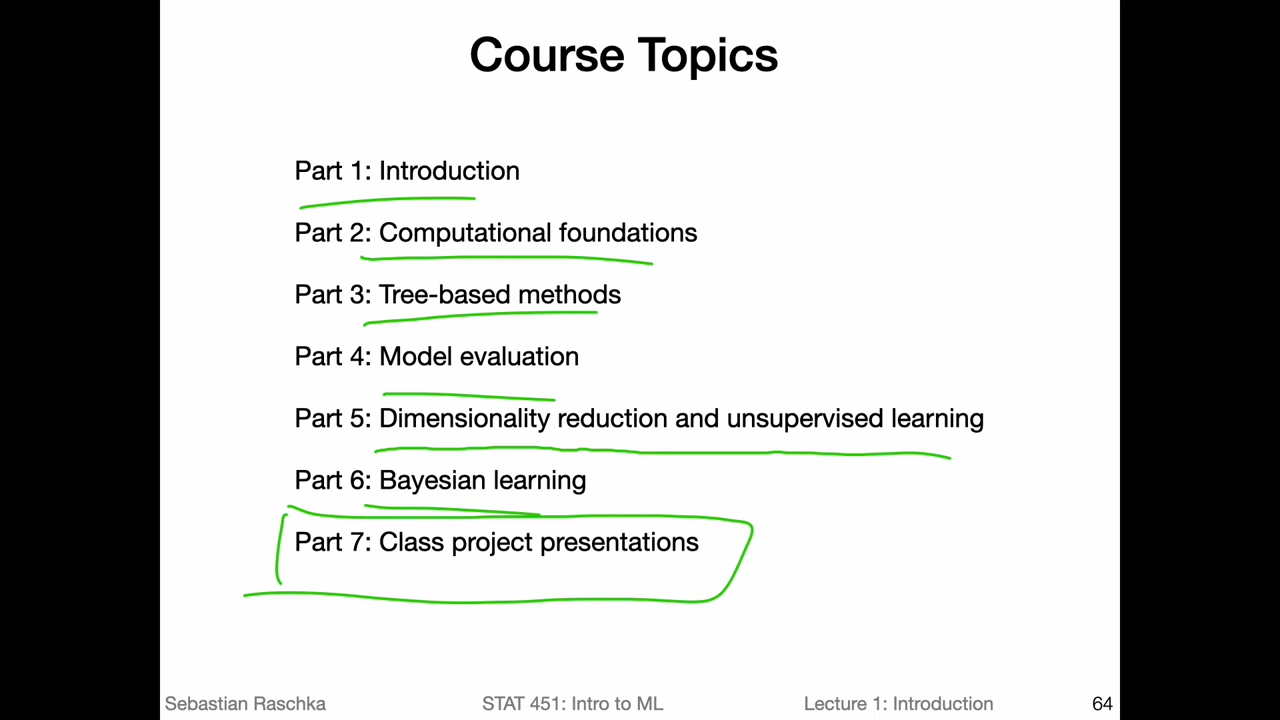 Course Topics
Part 1: Introduction
Part 2: Computational foundations
Part 3: Tree-based methods
Part 4: Model evaluation
Part 5: Dimensionality reduction and unsupervised learning
Part 6: Bayesian learning
Part 7: Class project presentations
Sebastian Raschka STAT 451: Intro to ML Lecture 1: Introduction 64